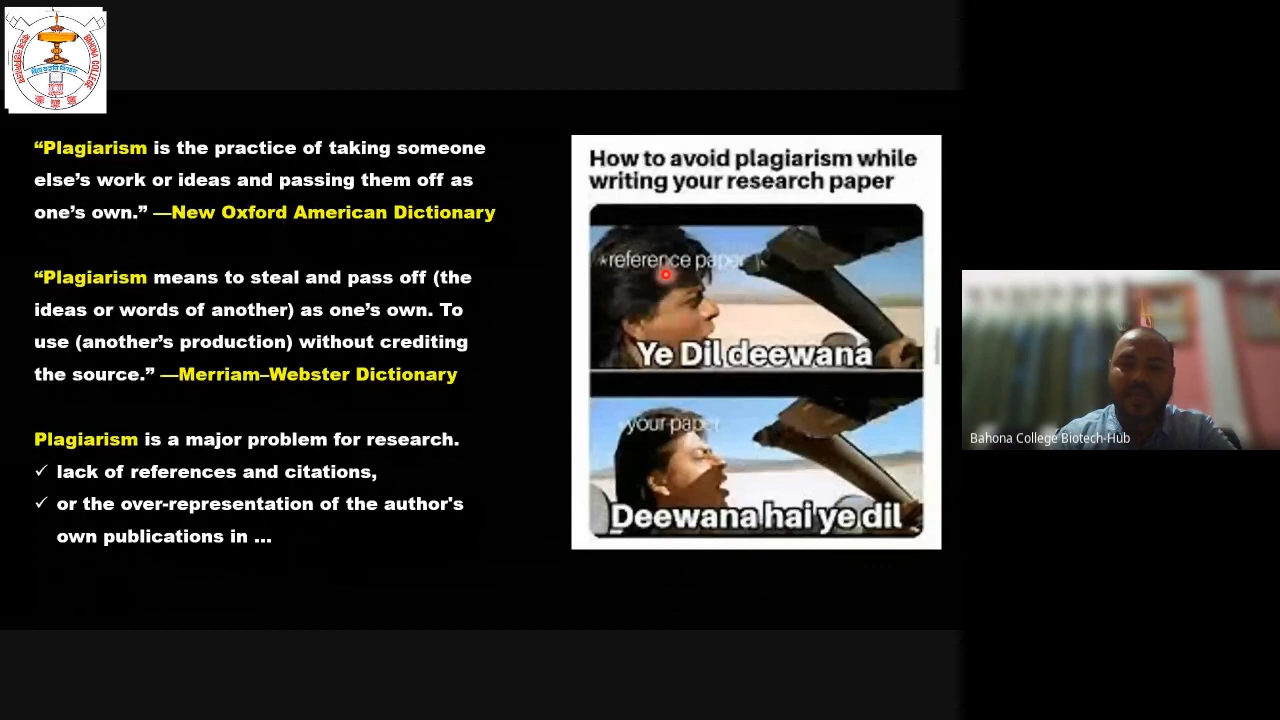 BAHONA COLLEGE
“Plagiarism is the practice of taking someone
else’s work or ideas and passing them off as
one’s own.” —New Oxford American Dictionary
“Plagiarism means to steal and pass off (the
ideas or words of another) as one’s own. To
use (another’s production) without crediting
the source.” —Merriam–Webster Dictionary
Plagiarism is a major problem for research.
✓ lack of references and citations,
✓ or the over-representation of the author's
own publications in ...
How to avoid plagiarism while
writing your research paper
*reference paper
Ye Dil deewana
*your paper
Deewana hai ye dil
Bahona College Biotech-Hub